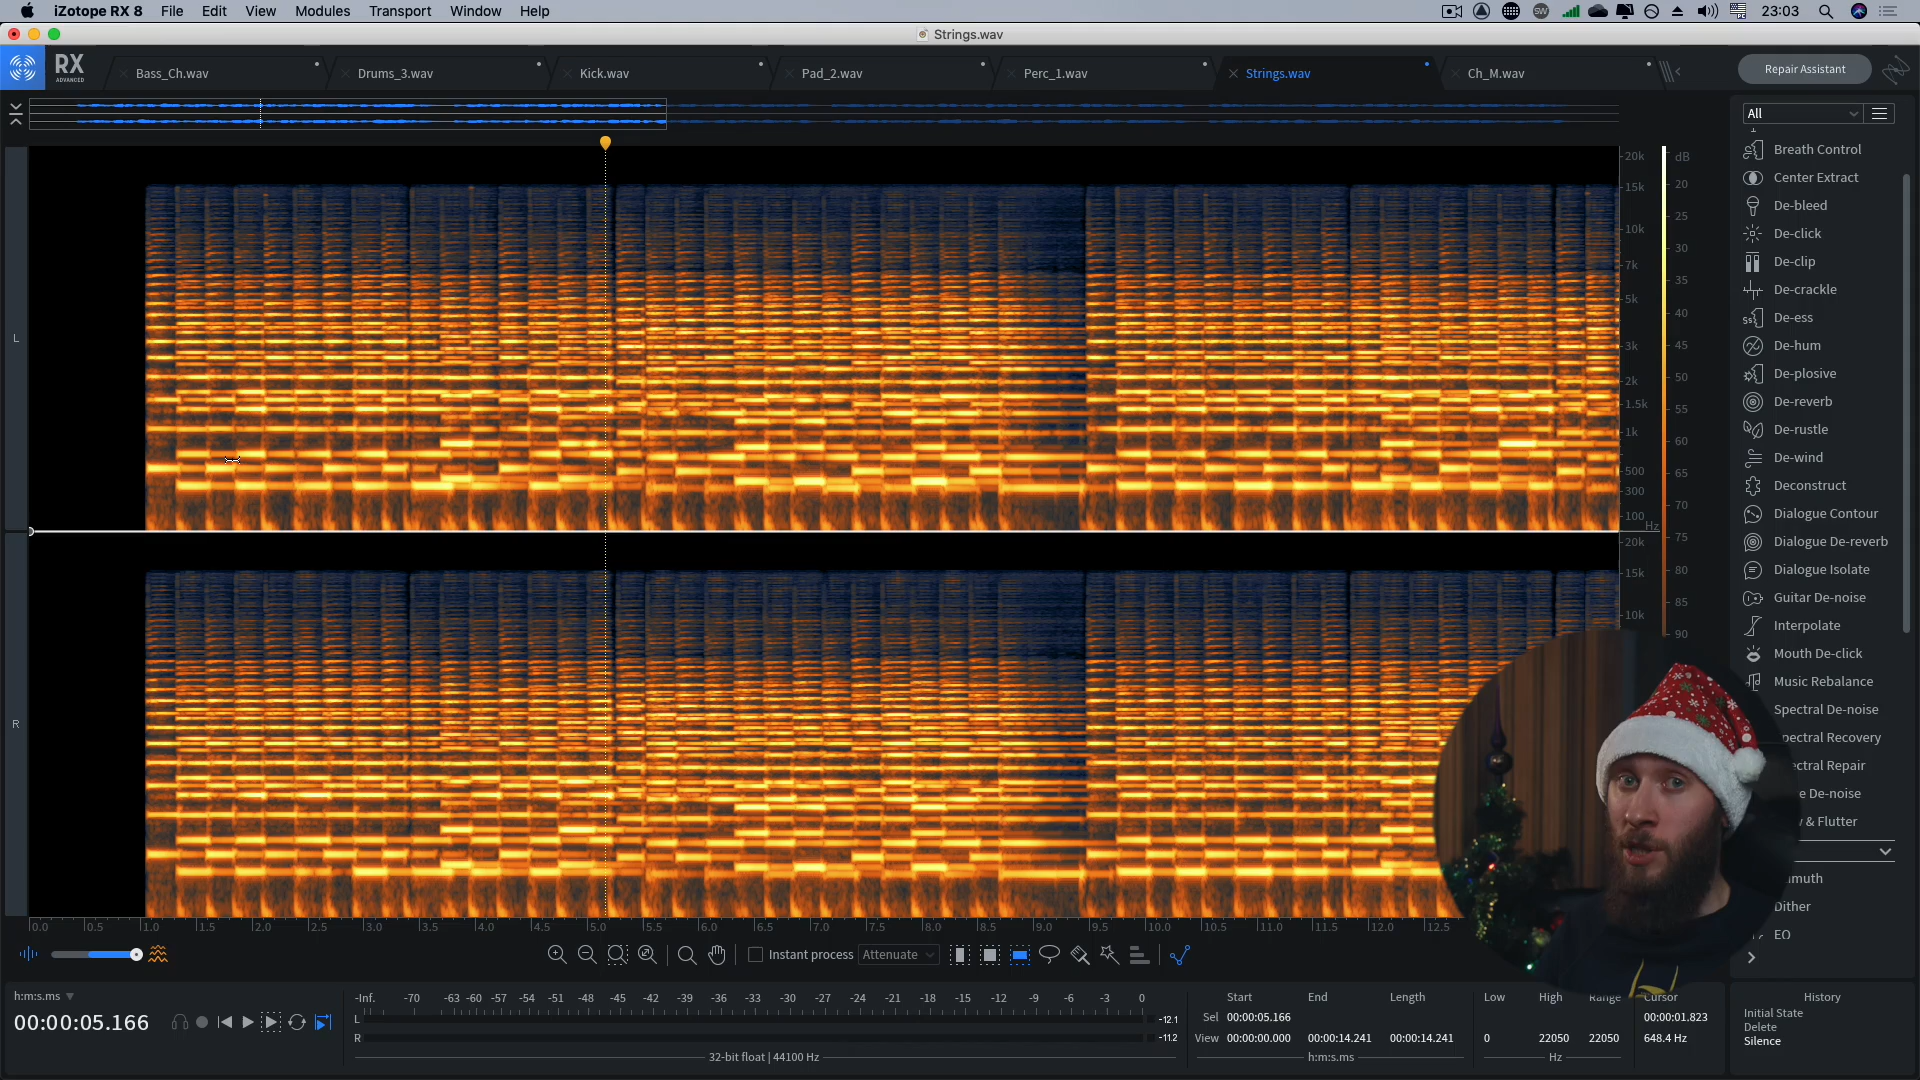 iZotope RX 8 File Edit View Modules Transport Window Help 23:03
Strings.wav
RX
ADVANCED
Bass_Ch.wav Drums_3.wav Kick.wav Pad_2.wav Perc_1.wav Strings.wav Ch_M.wav
Repair Assistant
All
Breath Control
Center Extract
De-bleed
De-click
De-clip
De-crackle
De-ess
De-hum
De-plosive
De-reverb
De-rustle
De-wind
Deconstruct
Dialogue Contour
Dialogue De-reverb
Dialogue Isolate
Guitar De-noise
Interpolate
Mouth De-click
Music Rebalance
Spectral De-noise
pectral Recovery
ectral Repair
e De-noise
& Flutter
muth
Dither
EQ
L
R
20k
15k
10k
7k
5k
3k
2k
1.5k
1k
500
300
100
Hz
20k
15k
10k
dB
20
25
30
35
40
45
50
55
60
65
70
75
80
85
90
0.0 0.5 1.0 1.5 2.0 2.5 3.0 3.5 4.0 4.5 5.0 5.5 6.0 6.5 7.0 7.5 8.0 8.5 9.0 9.5 10.0 10.5 11.0 11.5 12.0 12.5
Instant process Attenuate
h:m:s.ms
00:00:05.166
-Inf. -70 -63 -60 -57 -54 -51 -48 -45 -42 -39 -36 -33 -30 -27 -24 -21 -18 -15 -12 -9 -6 -3 0
L -12.1
R -11.2
32-bit float | 44100 Hz
Start End Length Low High Range Cursor
Sel 00:00:05.166 00:00:01.823
View 00:00:00.000 00:00:14.241 00:00:14.241 0 22050 22050 648.4 Hz
h:m:s.ms Hz
History
Initial State
Delete
Silence